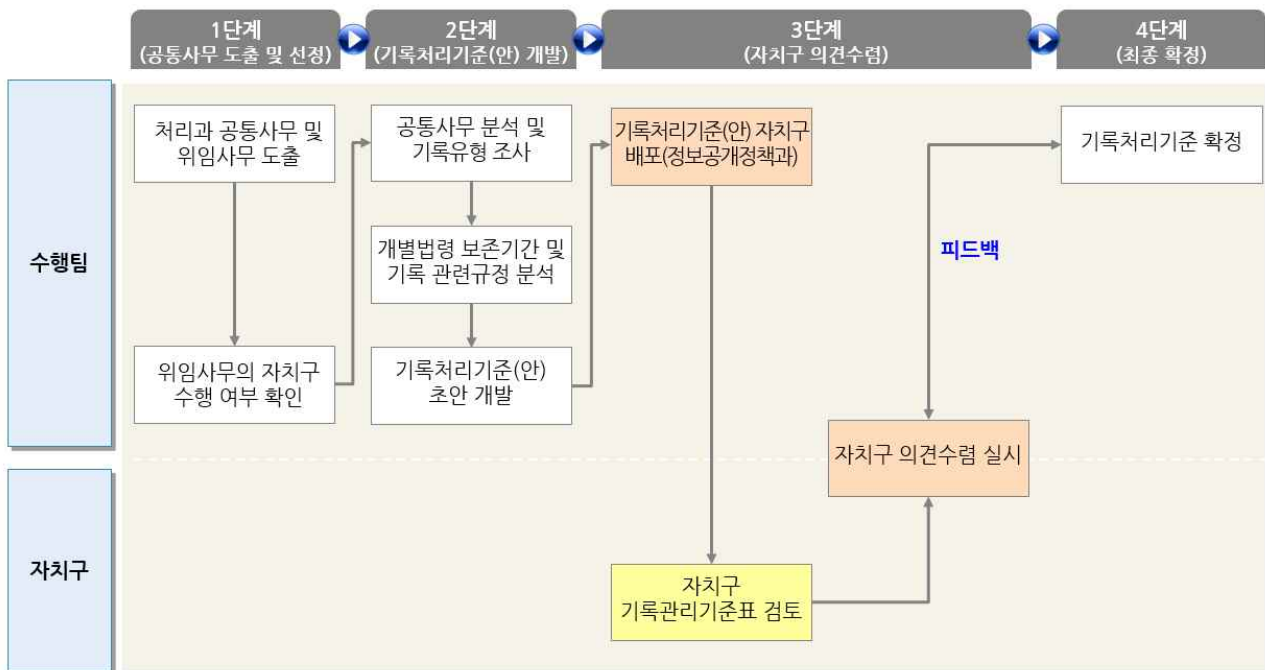 1단계
(공통사무 도출 및 선정)
2단계
(기록처리기준(안) 개발)
3단계
(자치구 의견수렴)
4단계
(최종 확정)
수행팀
처리과 공통사무 및
위임사무 도출
위임사무의 자치구
수행 여부 확인
공통사무 분석 및
기록유형 조사
개별법령 보존기간 및
기록 관련규정 분석
기록처리기준(안)
초안 개발
기록처리기준(안) 자치구
배포(정보공개정책과)
피드백
기록처리기준 확정
자치구 의견수렴 실시
자치구
자치구
기록관리기준표 검토